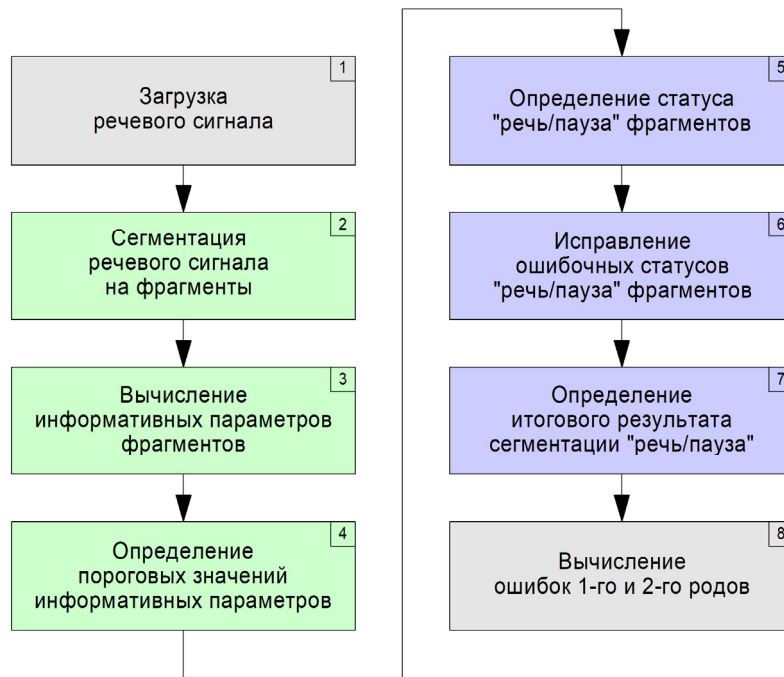 1
Загрузка
речевого сигнала
2
Сегментация
речевого сигнала
на фрагменты
3
Вычисление
информативных параметров
фрагментов
4
Определение
пороговых значений
информативных параметров
5
Определение статуса
"речь/пауза" фрагментов
6
Исправление
ошибочных статусов
"речь/пауза" фрагментов
7
Определение
итогового результата
сегментации "речь/пауза"
8
Вычисление
ошибок 1-го и 2-го родов